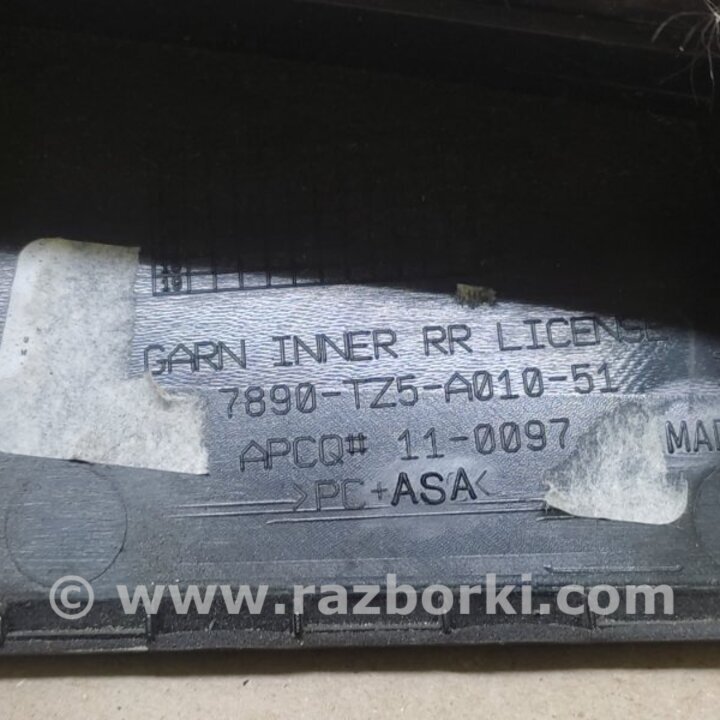 GARN INNER RR LICENSE
7890-TZ5-A010-51
APCQ# 11-0097
>PC+ASA<
© www.razborki.com